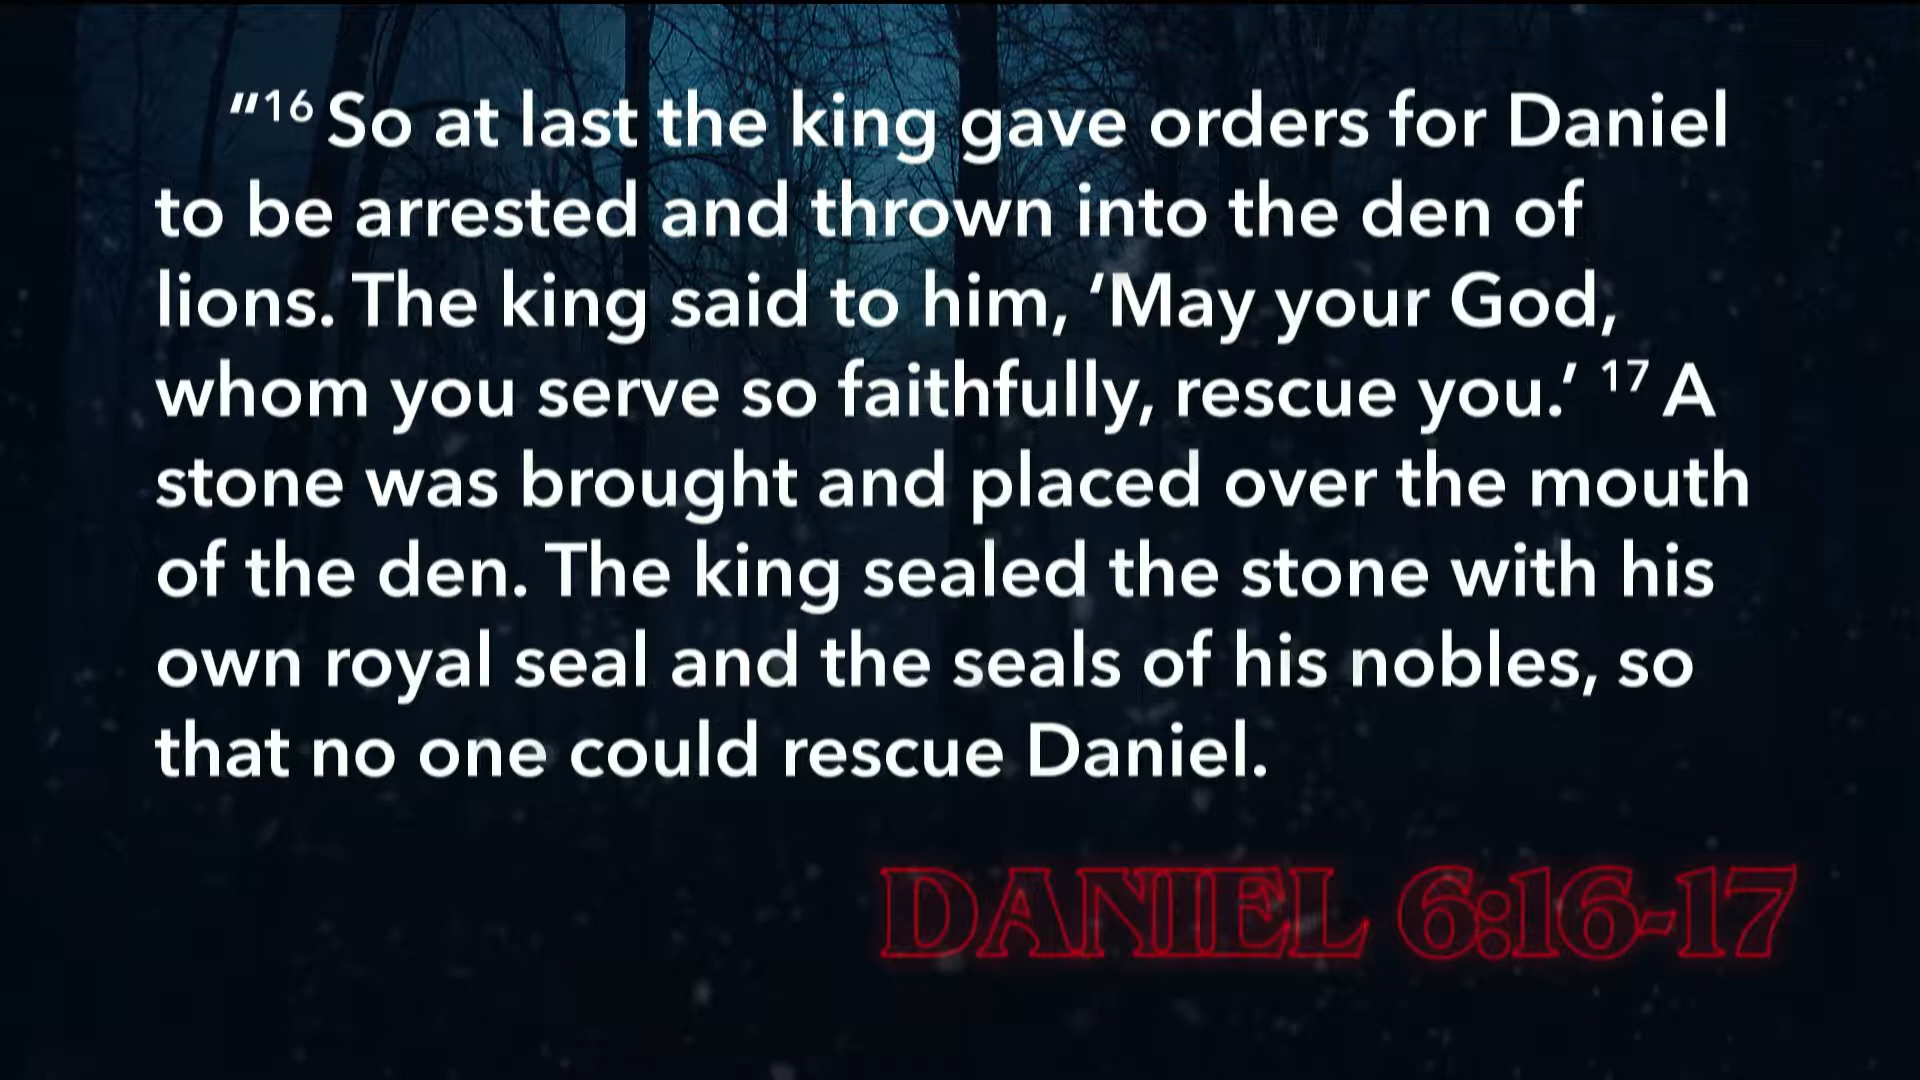 "16 So at last the king gave orders for Daniel
to be arrested and thrown into the den of
lions. The king said to him, ‘May your God,
whom you serve so faithfully, rescue you.’ 17 A
stone was brought and placed over the mouth
of the den. The king sealed the stone with his
own royal seal and the seals of his nobles, so
that no one could rescue Daniel.
DANIEL 6:16-17